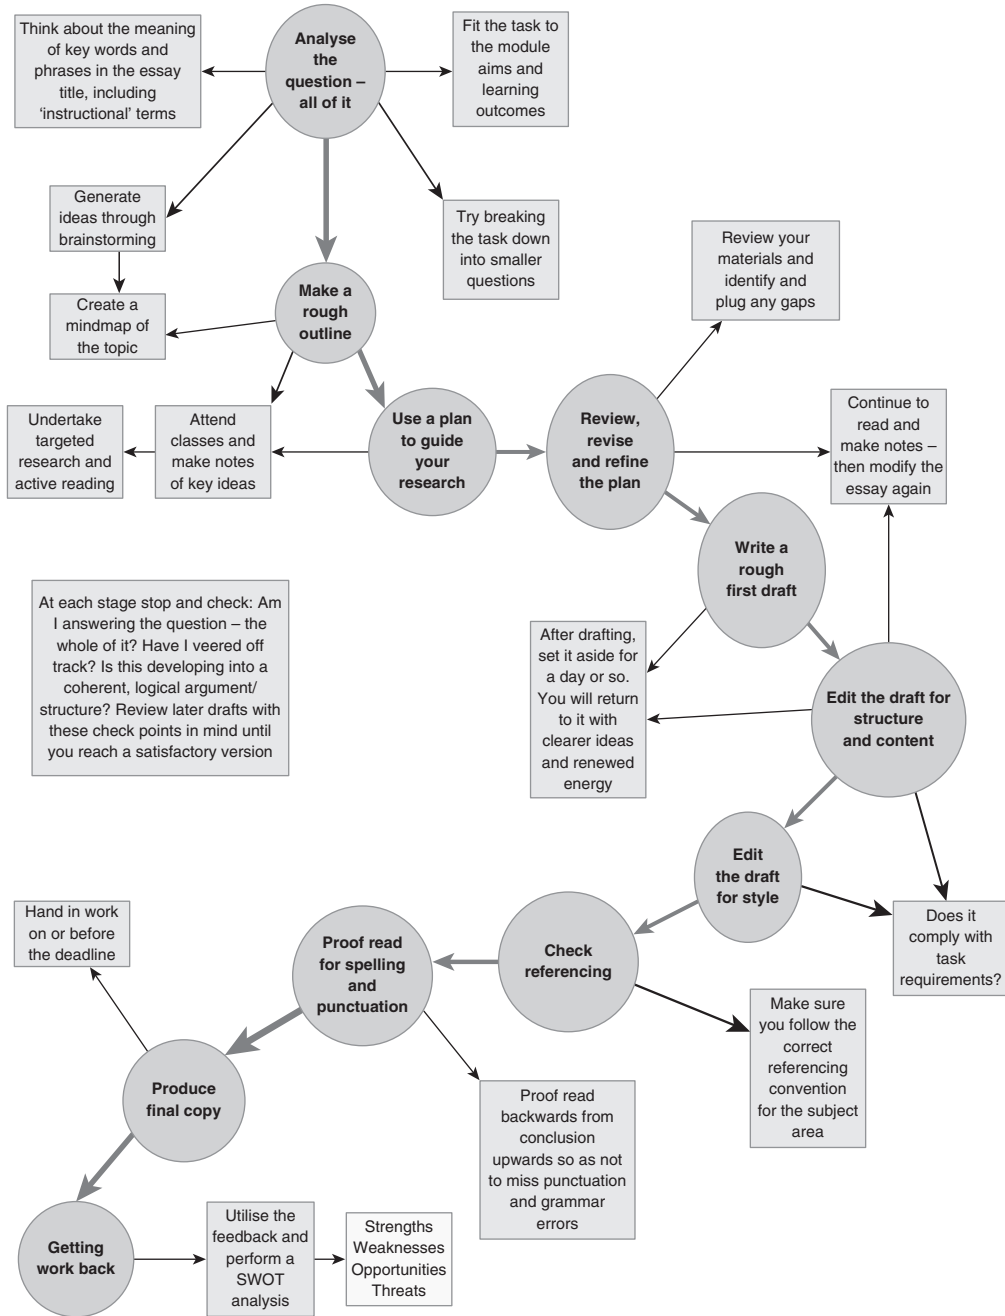 Think about the meaning
of key words and
phrases in the essay
title, including
‘instructional’ terms
Analyse
the
question –
all of it
Fit the task to
to the module
aims and
learning
outcomes
Generate
ideas through
brainstorming
Try breaking
the task down
into smaller
questions
Review your
materials and
identify and
plug any gaps
Create a
mindmap of
the topic
Make a
rough
outline
Undertake
targeted
research and
active reading
Attend
classes and
make notes
of key ideas
Use a plan
to guide
your
research
Review,
revise
and refine
the plan
Continue to
read and
make notes –
then modify the
essay again
Write a
rough
first draft
At each stage stop and check: Am
I answering the question – the
whole of it? Have I veered off
track? Is this developing into a
coherent, logical argument/
structure? Review later drafts with
these check points in mind until
you reach a satisfactory version
After drafting,
set it aside for
a day or so.
You will return
to it with
clearer ideas
and renewed
energy
Edit the draft for
structure
and content
Edit
the draft
for style
Does it
comply with
task
requirements?
Check
referencing
Make sure
you follow the
correct
referencing
convention
for the subject
area
Proof read
for spelling
and
punctuation
Proof read
backwards from
conclusion
upwards so as not
to miss punctuation
and grammar
errors
Hand in work
on or before
the deadline
Produce
final copy
Getting
work back
Utilise the
feedback and
perform a
SWOT
analysis
Strengths
Weaknesses
Opportunities
Threats